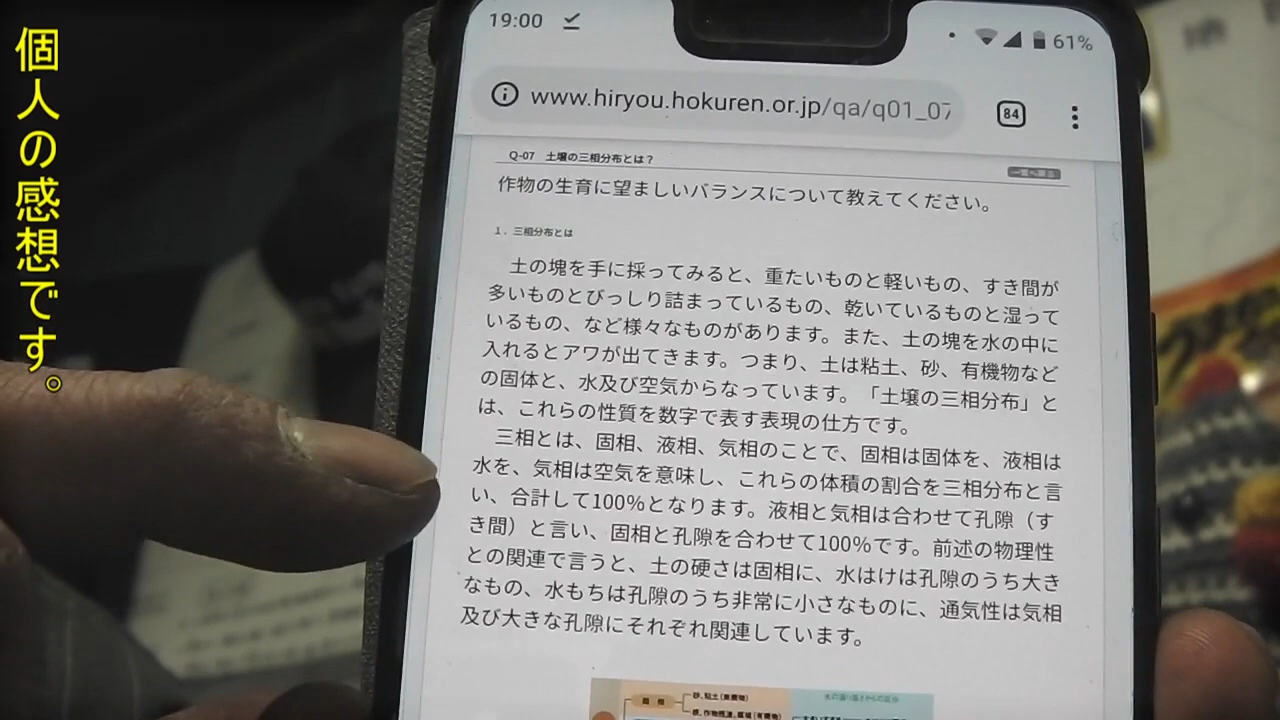 個人の感想です。
19:00
61%
www.hiryou.hokuren.or.jp/qa/q01_07
84
Q-07 土壌の三相分布とは？
一覧へ戻る
作物の生育に望ましいバランスについて教えてください。
1．三相分布とは
土の塊を手に採ってみると、重たいものと軽いもの、すき間が
多いものとびっしり詰まっているもの、乾いているものと湿って
いるもの、など様々なものがあります。また、土の塊を水の中に
入れるとアワが出てきます。つまり、土は粘土、砂、有機物など
の固体と、水及び空気からなっています。「土壌の三相分布」と
は、これらの性質を数字で表す表現の仕方です。
三相とは、固相、液相、気相のことで、固相は固体を、液相は
水を、気相は空気を意味し、これらの体積の割合を三相分布と言
い、合計して100%となります。液相と気相は合わせて孔隙（す
き間）と言い、固相と孔隙を合わせて100%です。前述の物理性
との関連で言うと、土の硬さは固相に、水はけは孔隙のうち大き
なもの、水もちは孔隙のうち非常に小さなものに、通気性は気相
及び大きな孔隙にそれぞれ関連しています。
固相
砂、粘土（無機物）